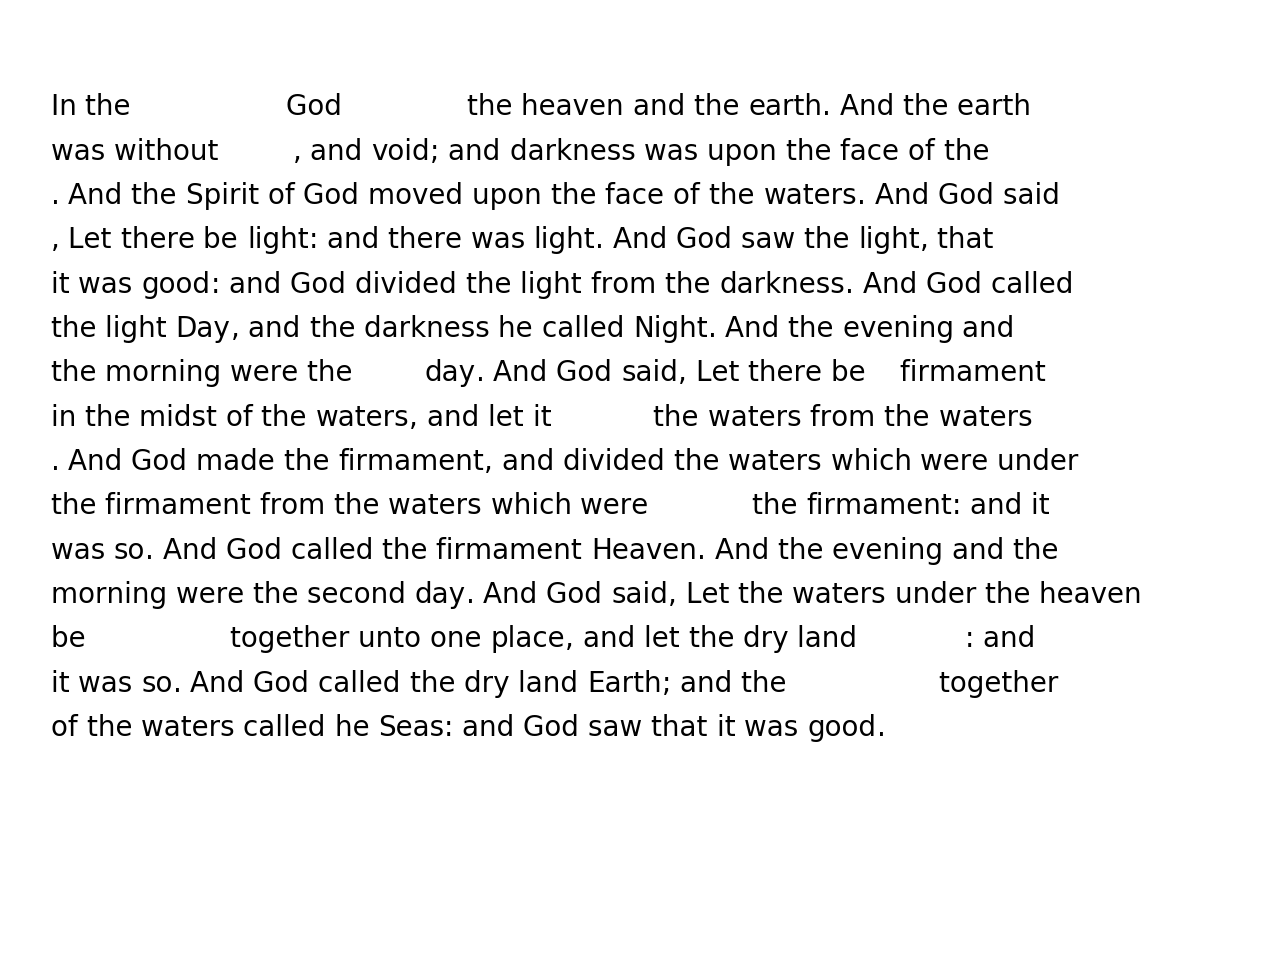 In the God the heaven and the earth. And the earth
was without , and void; and darkness was upon the face of the
. And the Spirit of God moved upon the face of the waters. And God said
, Let there be light: and there was light. And God saw the light, that
it was good: and God divided the light from the darkness. And God called
the light Day, and the darkness he called Night. And the evening and
the morning were the day. And God said, Let there be firmament
in the midst of the waters, and let it the waters from the waters
. And God made the firmament, and divided the waters which were under
the firmament from the waters which were the firmament: and it
was so. And God called the firmament Heaven. And the evening and the
morning were the second day. And God said, Let the waters under the heaven
be together unto one place, and let the dry land : and
it was so. And God called the dry land Earth; and the together
of the waters called he Seas: and God saw that it was good.